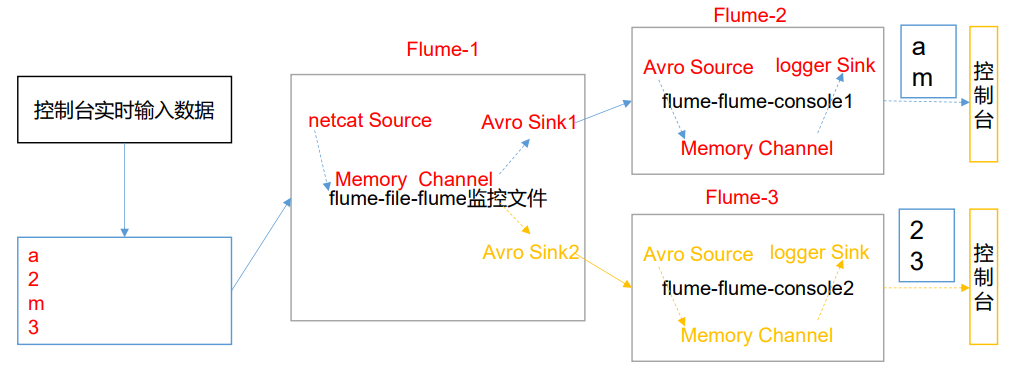 控制台实时输入数据
a
2
m
3
Flume-1
netcat Source
Avro Sink1
Memory Channel
flume-file-flume监控文件
Avro Sink2
Flume-2
Avro Source
logger Sink
flume-flume-console1
Memory Channel
a
m
控制台
Flume-3
Avro Source
logger Sink
flume-flume-console2
Memory Channel
2
3
控制台